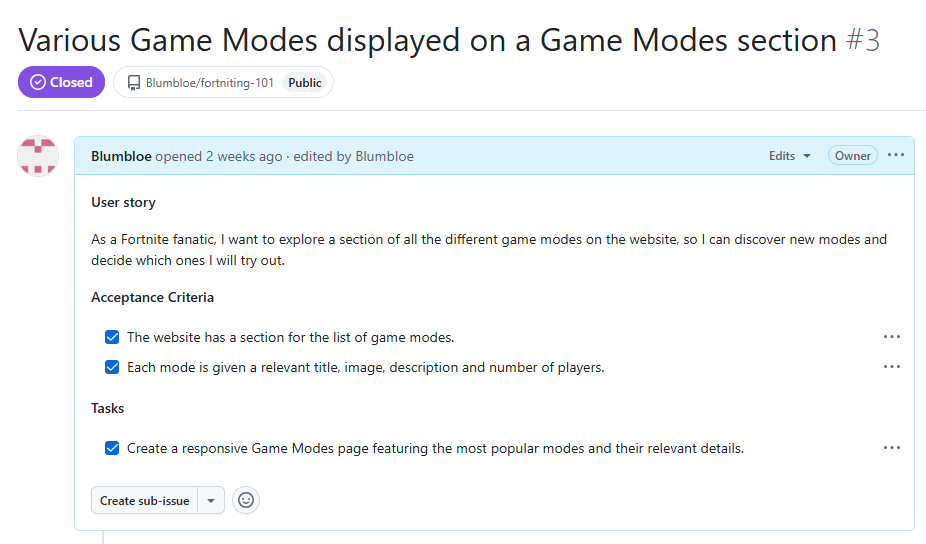 Various Game Modes displayed on a Game Modes section #3
Closed
Blumbloe/fortniting-101 Public
Blumbloe opened 2 weeks ago · edited by Blumbloe Edits Owner
User story
As a Fortnite fanatic, I want to explore a section of all the different game modes on the website, so I can discover new modes and
decide which ones I will try out.
Acceptance Criteria
The website has a section for the list of game modes.
Each mode is given a relevant title, image, description and number of players.
Tasks
Create a responsive Game Modes page featuring the most popular modes and their relevant details.
Create sub-issue